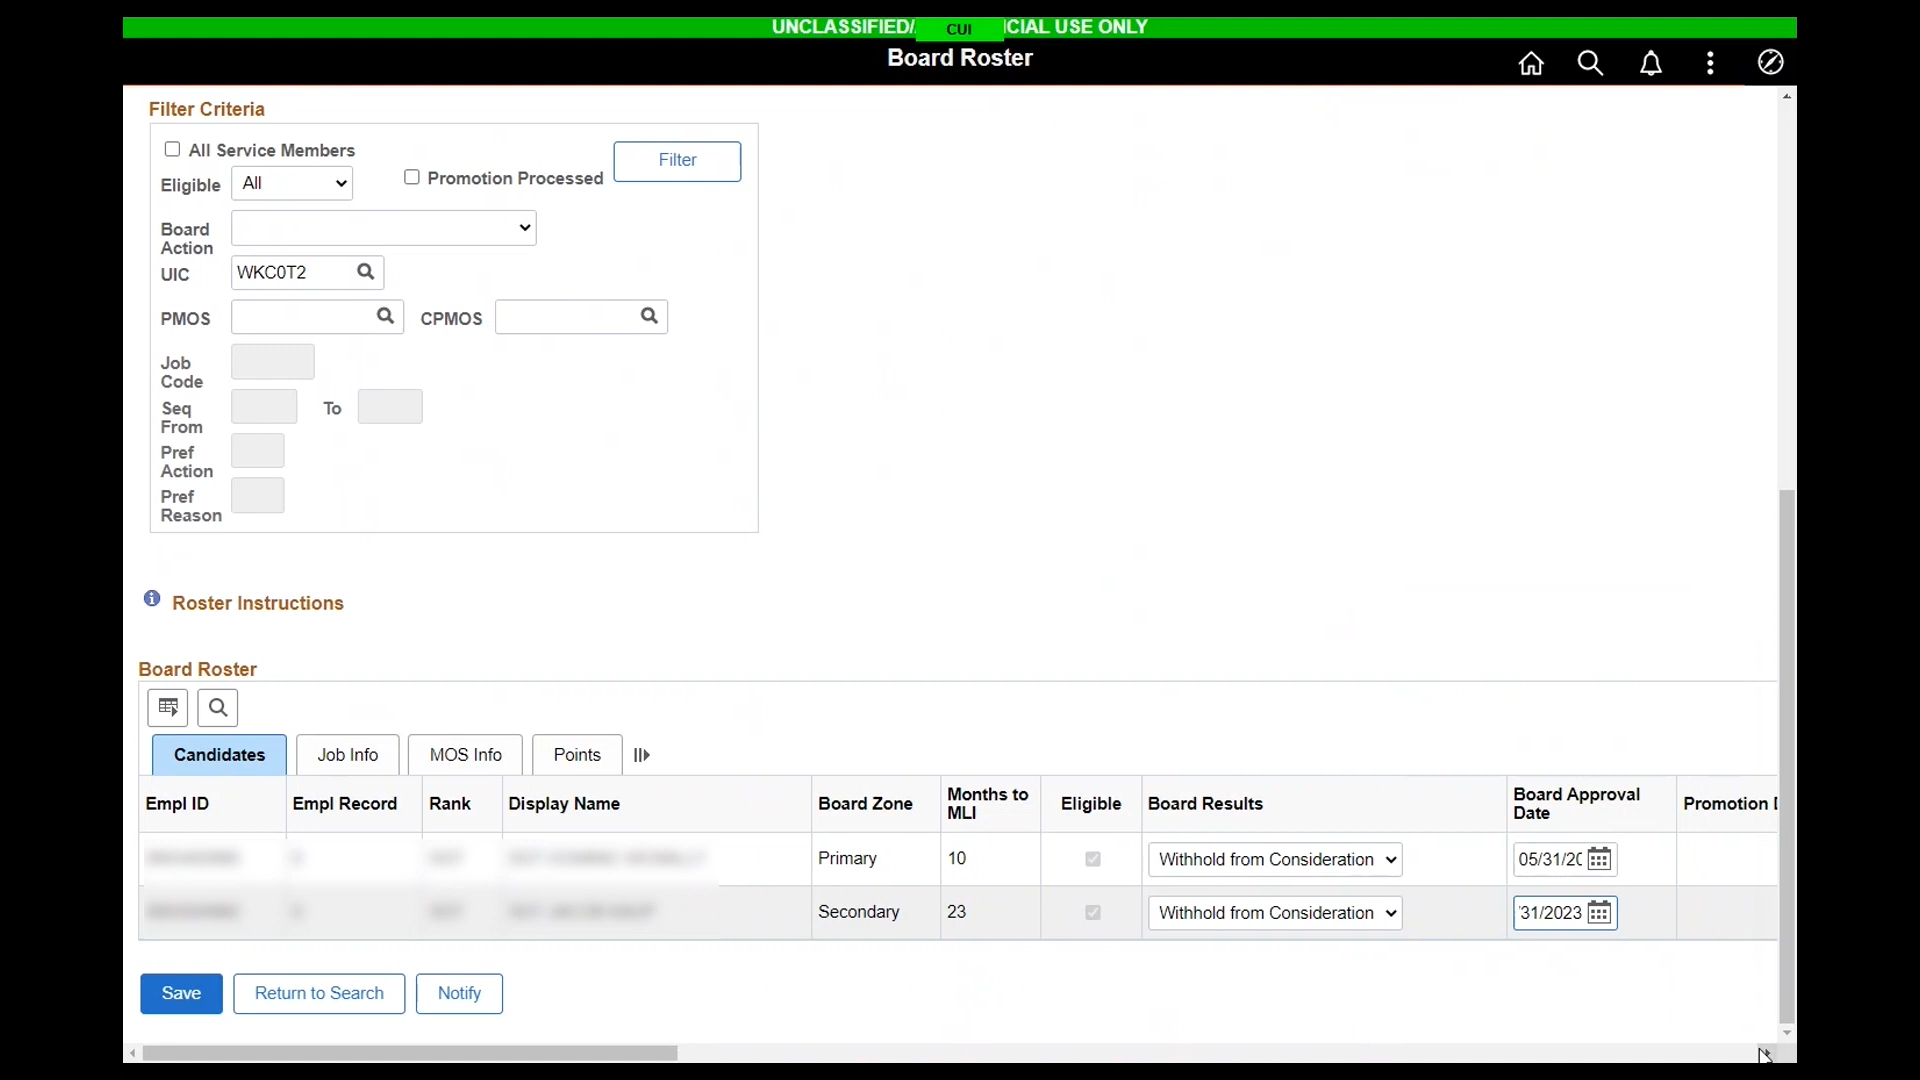 UNCLASSIFIED/ CUI ICIAL USE ONLY
Board Roster
Filter Criteria
All Service Members
Filter
Eligible All Promotion Processed
Board Action
UIC WKC0T2
PMOS CPMOS
Job Code
Seq From To
Pref Action
Pref Reason
Roster Instructions
Board Roster
Candidates Job Info MOS Info Points
Empl ID Empl Record Rank Display Name Board Zone Months to MLI Eligible Board Results Board Approval Date Promotion D
Primary 10 Withhold from Consideration 05/31/20
Secondary 23 Withhold from Consideration /31/2023
Save Return to Search Notify